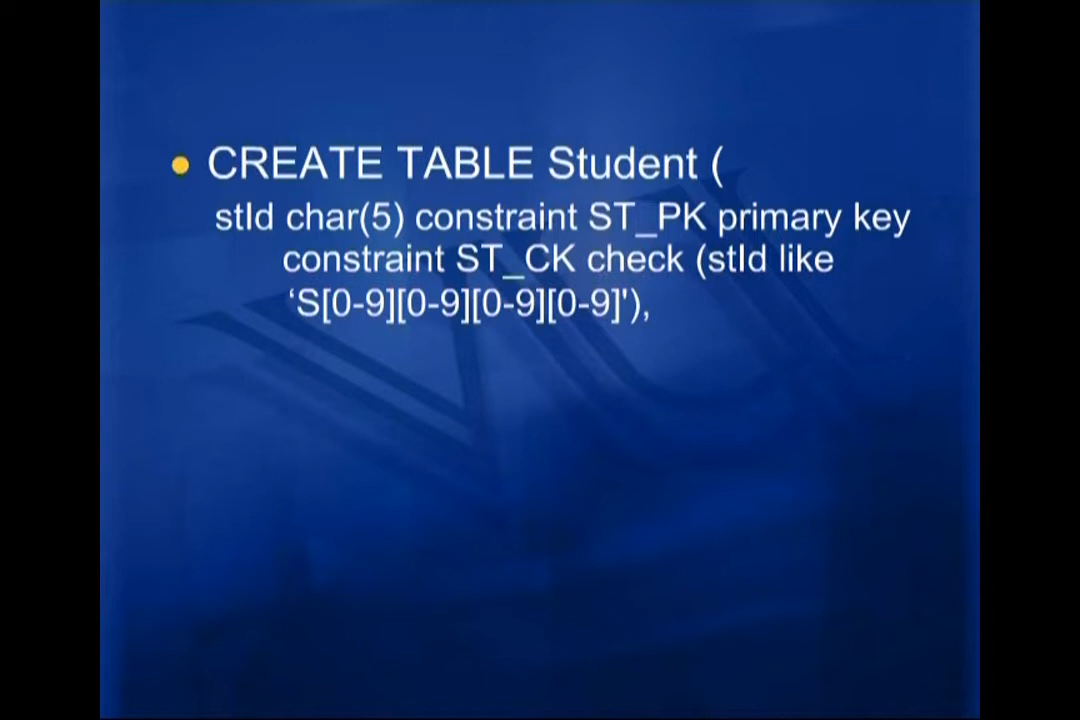 • CREATE TABLE Student (
stId char(5) constraint ST_PK primary key
constraint ST_CK check (stId like
‘S[0-9][0-9][0-9][0-9]'),
VU